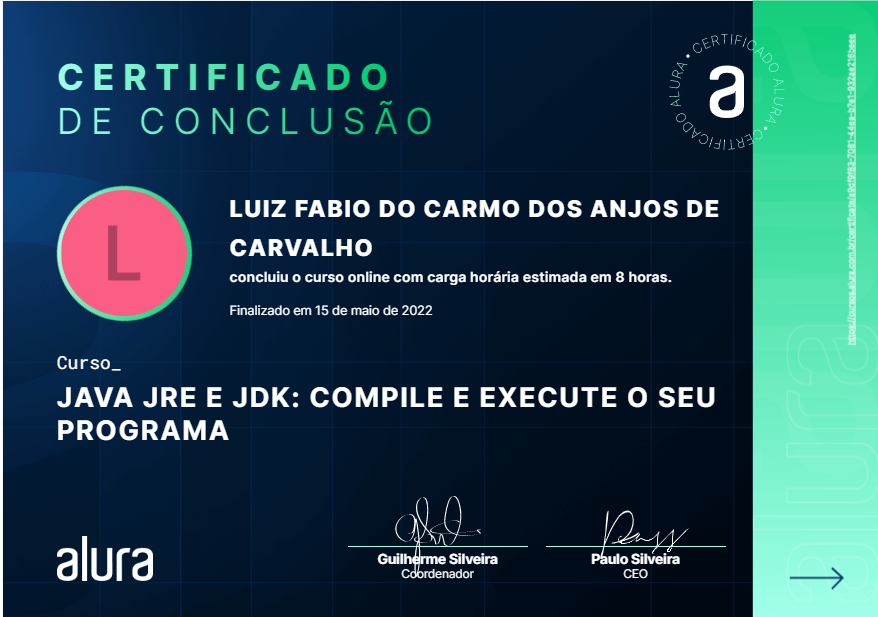 CERTIFICADO
DE CONCLUSÃO
CERTIFICADO ALURA • CERTIFICADO ALURA •
a
L
LUIZ FABIO DO CARMO DOS ANJOS DE
CARVALHO
concluiu o curso online com carga horária estimada em 8 horas.
Finalizado em 15 de maio de 2022
Curso_
JAVA JRE E JDK: COMPILE E EXECUTE O SEU
PROGRAMA
alura
Guilherme Silveira
Coordenador
Paulo Silveira
CEO
alura